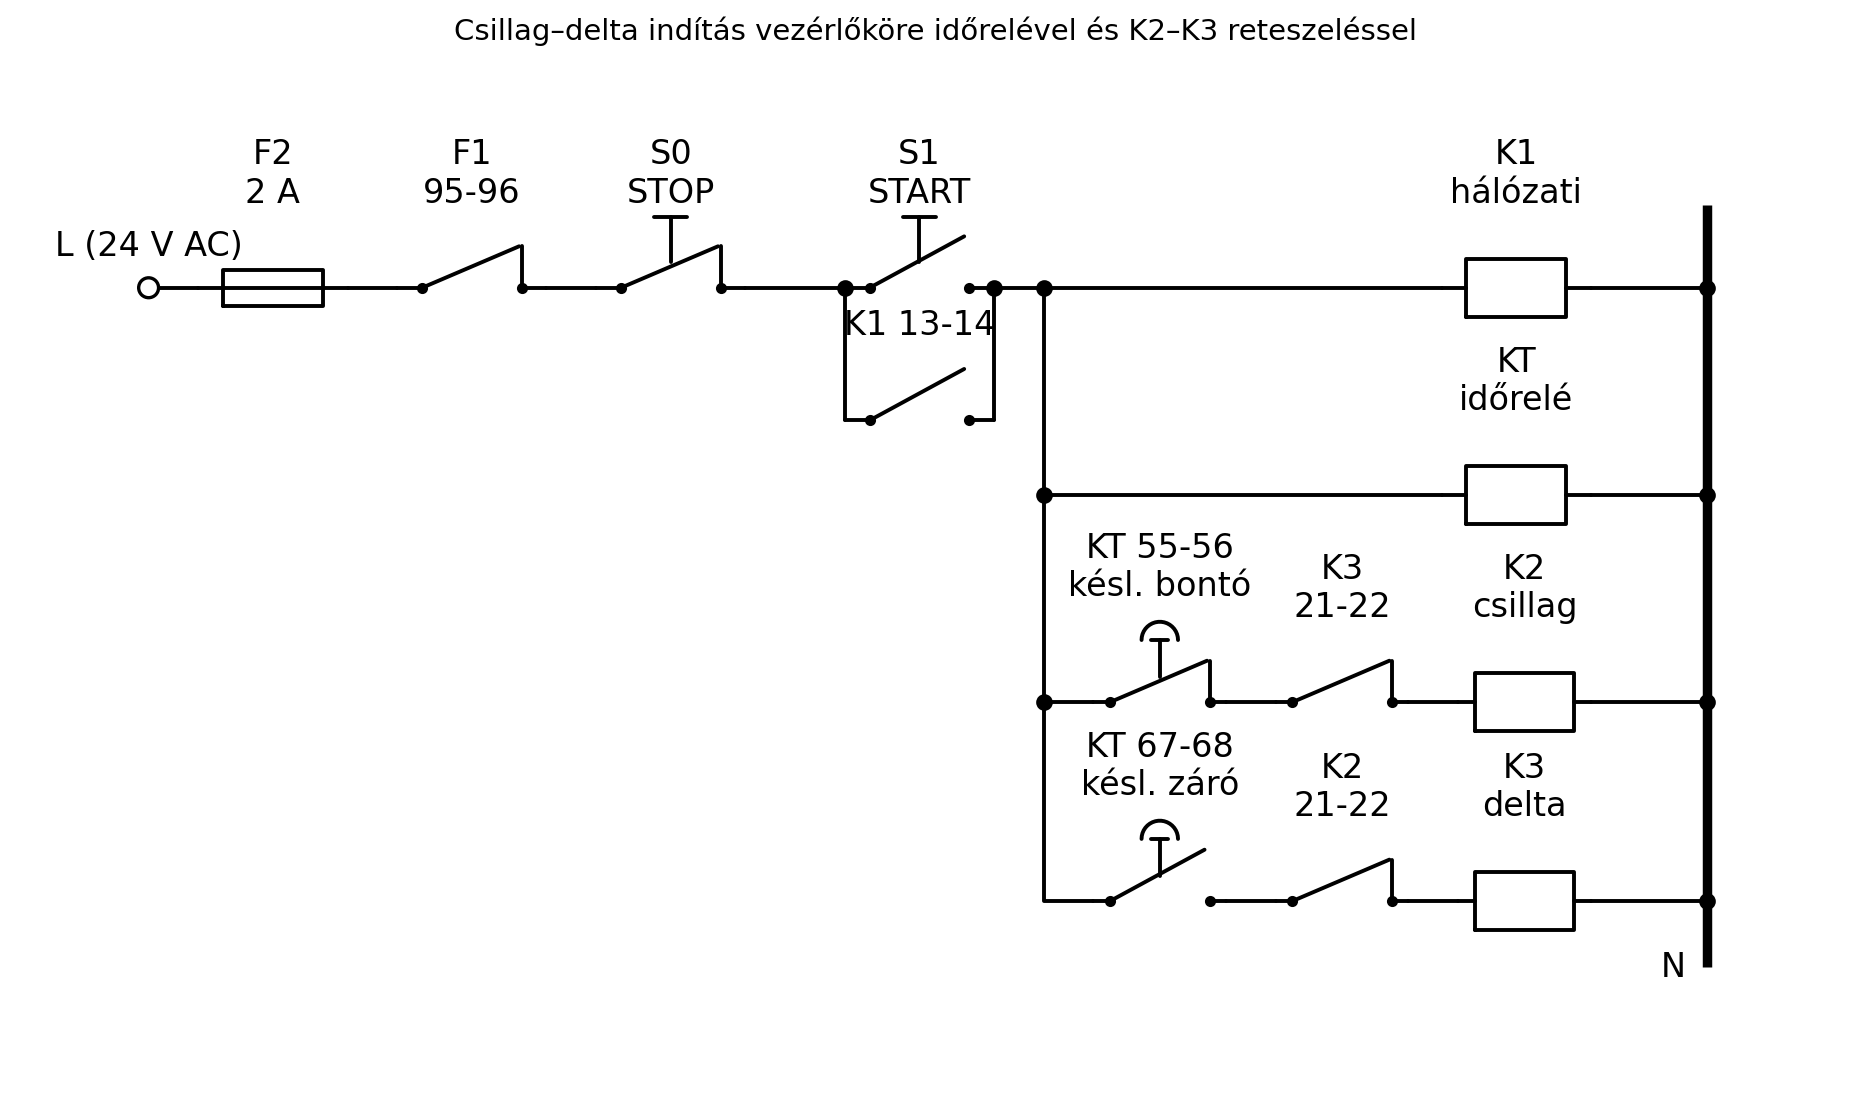 Csillag–delta indítás vezérlőköre időrelével és K2–K3 reteszeléssel
F2
2 A
F1
95-96
S0
STOP
S1
START
K1
hálózati
L (24 V AC)
K1 13-14
KT
időrelé
KT 55-56
késl. bontó
K3
21-22
K2
csillag
KT 67-68
késl. záró
K2
21-22
K3
delta
N